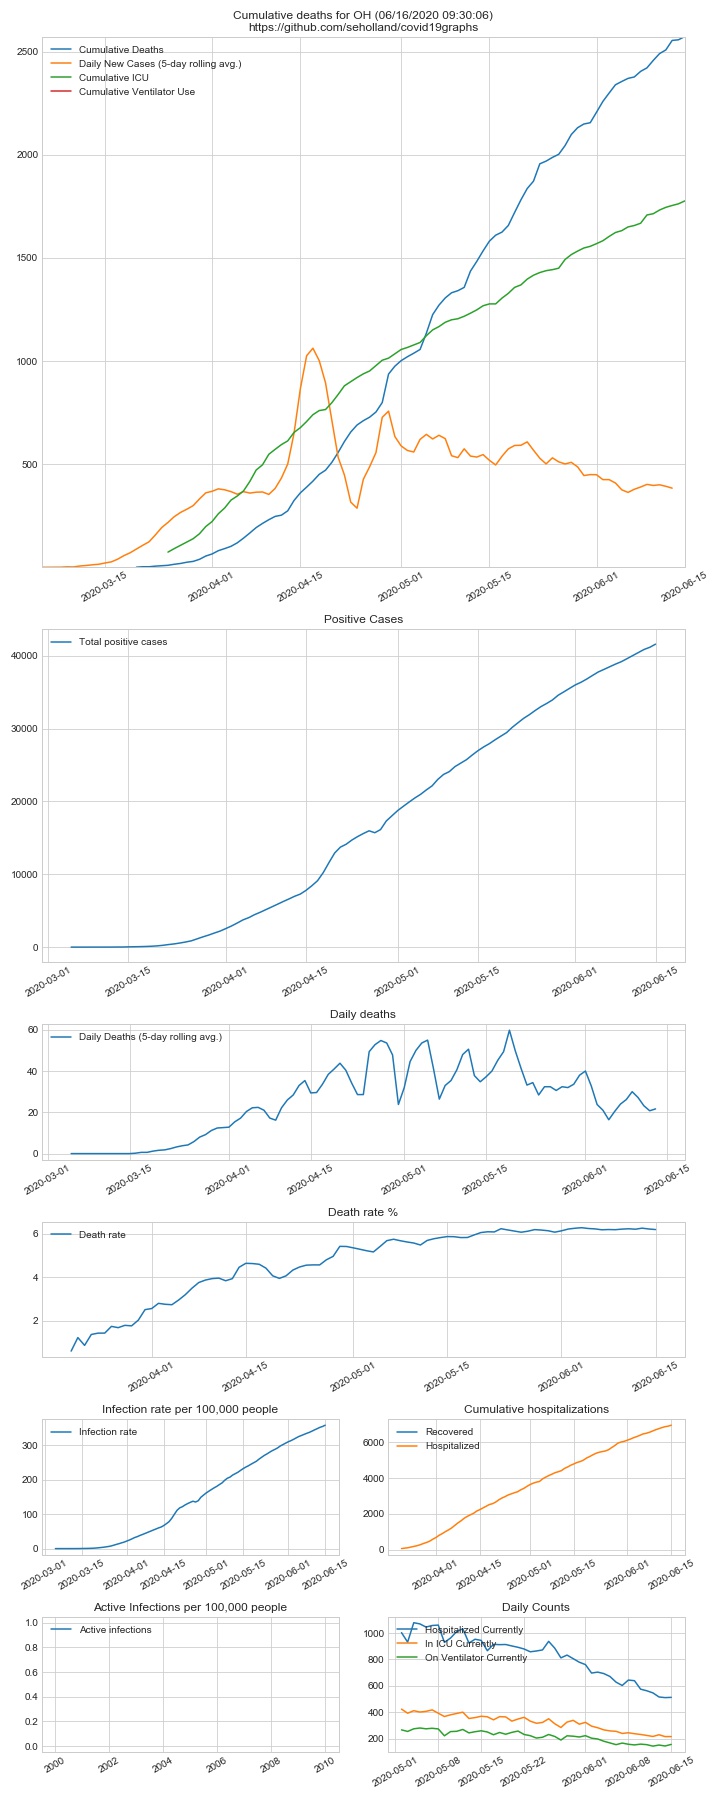 Cumulative deaths for OH (06/16/2020 09:30:06)
https://github.com/seholland/covid19graphs
Cumulative Deaths
Daily New Cases (5-day rolling avg.)
Cumulative ICU
Cumulative Ventilator Use
2500
2000
1500
1000
500
2020-03-15 2020-04-01 2020-04-15 2020-05-01 2020-05-15 2020-06-01 2020-06-15
Positive Cases
Total positive cases
40000
30000
20000
10000
0
2020-03-01 2020-03-15 2020-04-01 2020-04-15 2020-05-01 2020-05-15 2020-06-01 2020-06-15
Daily deaths
Daily Deaths (5-day rolling avg.)
60
40
20
0
2020-03-01 2020-03-15 2020-04-01 2020-04-15 2020-05-01 2020-05-15 2020-06-01 2020-06-15
Death rate %
Death rate
6
4
2
2020-04-01 2020-04-15 2020-05-01 2020-05-15 2020-06-01 2020-06-15
Infection rate per 100,000 people
Infection rate
300
200
100
0
2020-03-01 2020-03-15 2020-04-01 2020-04-15 2020-05-01 2020-05-15 2020-06-01 2020-06-15
Cumulative hospitalizations
Recovered
Hospitalized
6000
4000
2000
0
2020-04-01 2020-04-15 2020-05-01 2020-05-15 2020-06-01 2020-06-15
Active Infections per 100,000 people
Active infections
1.0
0.8
0.6
0.4
0.2
0.0
2000 2002 2004 2006 2008 2010
Daily Counts
Hospitalized Currently
In ICU Currently
On Ventilator Currently
1000
800
600
400
200
2020-05-01 2020-05-08 2020-05-15 2020-05-22 2020-06-01 2020-06-08 2020-06-15